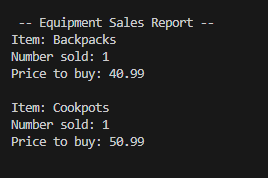 -- Equipment Sales Report --
Item: Backpacks
Number sold: 1
Price to buy: 40.99

Item: Cookpots
Number sold: 1
Price to buy: 50.99